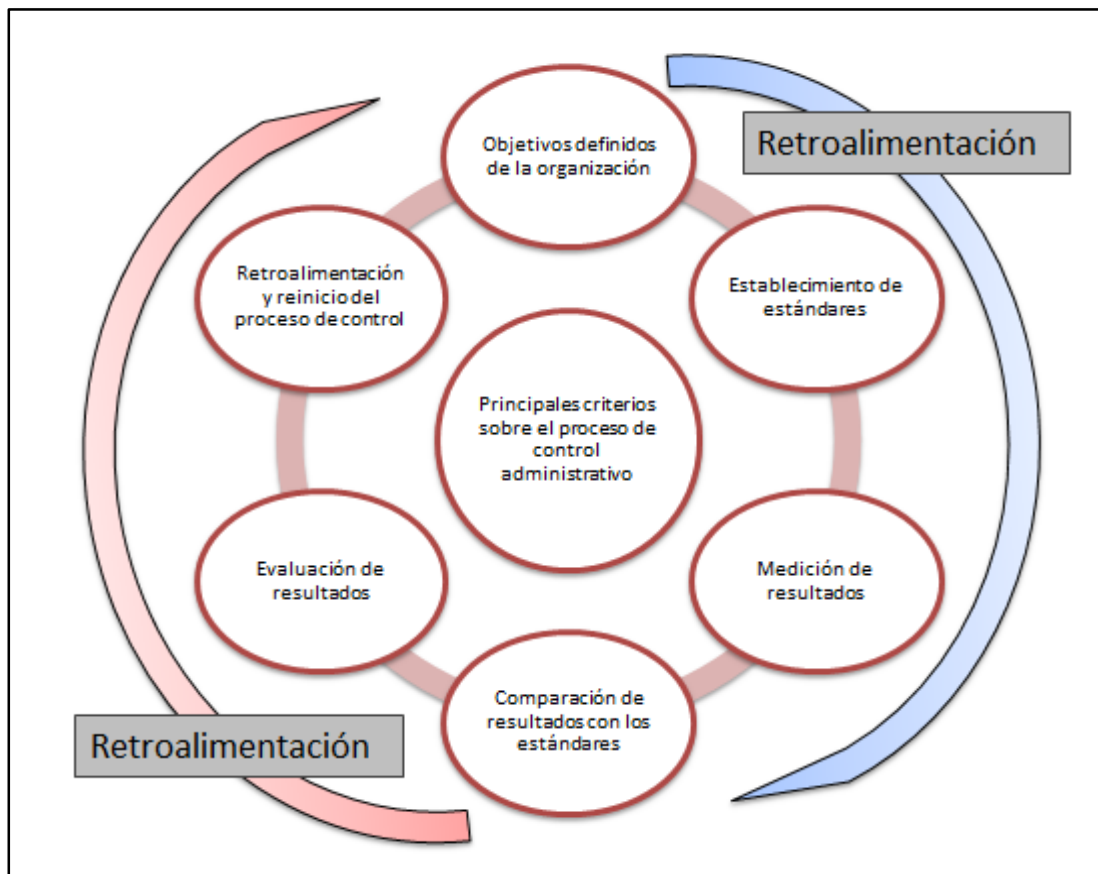 Objetivos definidos
de la organización
Retroalimentación
Establecimiento de
estándares
Medición de
resultados
Comparación de
resultados con los
estándares
Evaluación de
resultados
Retroalimentación
y reinicio del
proceso de control
Principales criterios
sobre el proceso de
control
administrativo
Retroalimentación